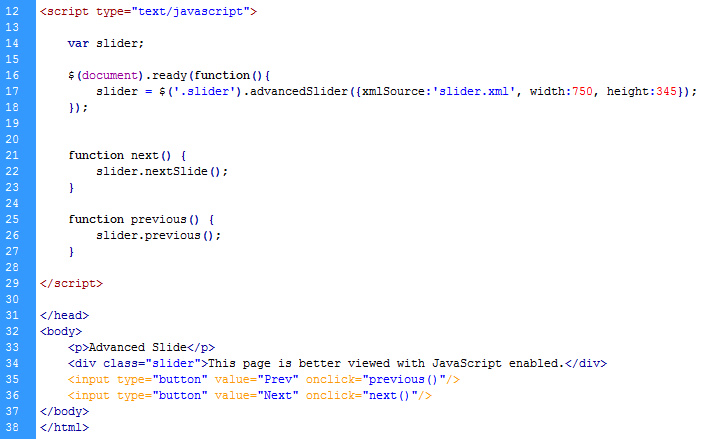 12 <script type="text/javascript">
13
14 var slider;
15
16 $(document).ready(function(){
17 slider = $('.slider').advancedSlider({xmlSource:'slider.xml', width:750, height:345});
18 });
19
20
21 function next() {
22 slider.nextSlide();
23 }
24
25 function previous() {
26 slider.previous();
27 }
28
29 </script>
30
31 </head>
32 <body>
33 <p>Advanced Slide</p>
34 <div class="slider">This page is better viewed with JavaScript enabled.</div>
35 <input type="button" value="Prev" onclick="previous()"/>
36 <input type="button" value="Next" onclick="next()"/>
37 </body>
38 </html>